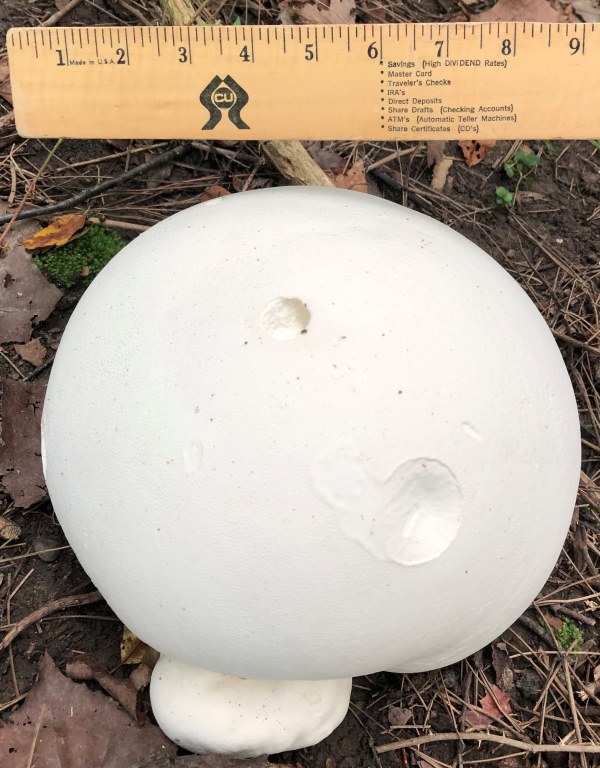 1 2 3 4 5 6 7 8 9
Made in U.S.A.
CU
• Savings (High DIVIDEND Rates)
• Master Card
• Traveler's Checks
• IRA's
• Direct Deposits
• Share Drafts (Checking Accounts)
• ATM's (Automatic Teller Machines)
• Share Certificates (CD's)